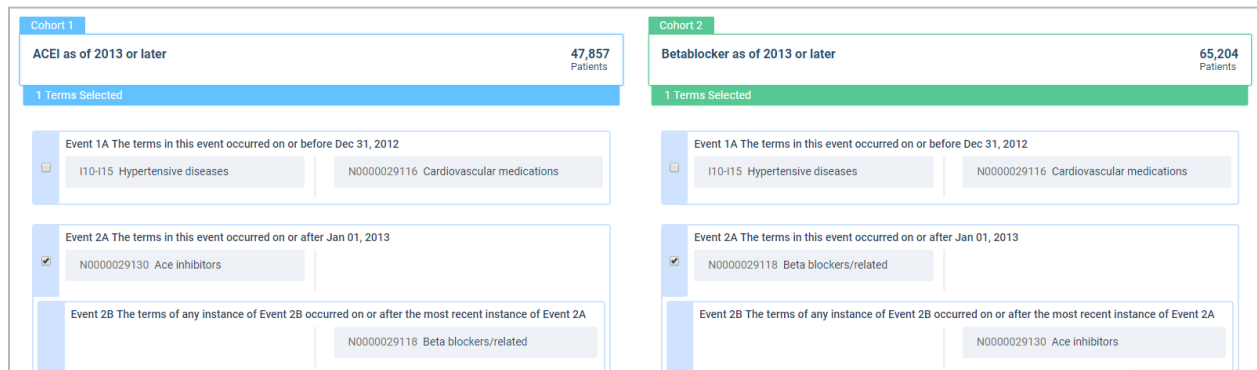 Cohort 1
ACEI as of 2013 or later
47,857
Patients
1 Terms Selected
Event 1A The terms in this event occurred on or before Dec 31, 2012
I10-I15 Hypertensive diseases
N0000029116 Cardiovascular medications
Event 2A The terms in this event occurred on or after Jan 01, 2013
N0000029130 Ace inhibitors
Event 2B The terms of any instance of Event 2B occurred on or after the most recent instance of Event 2A
N0000029118 Beta blockers/related
Cohort 2
Betablocker as of 2013 or later
65,204
Patients
1 Terms Selected
Event 1A The terms in this event occurred on or before Dec 31, 2012
I10-I15 Hypertensive diseases
N0000029116 Cardiovascular medications
Event 2A The terms in this event occurred on or after Jan 01, 2013
N0000029118 Beta blockers/related
Event 2B The terms of any instance of Event 2B occurred on or after the most recent instance of Event 2A
N0000029130 Ace inhibitors